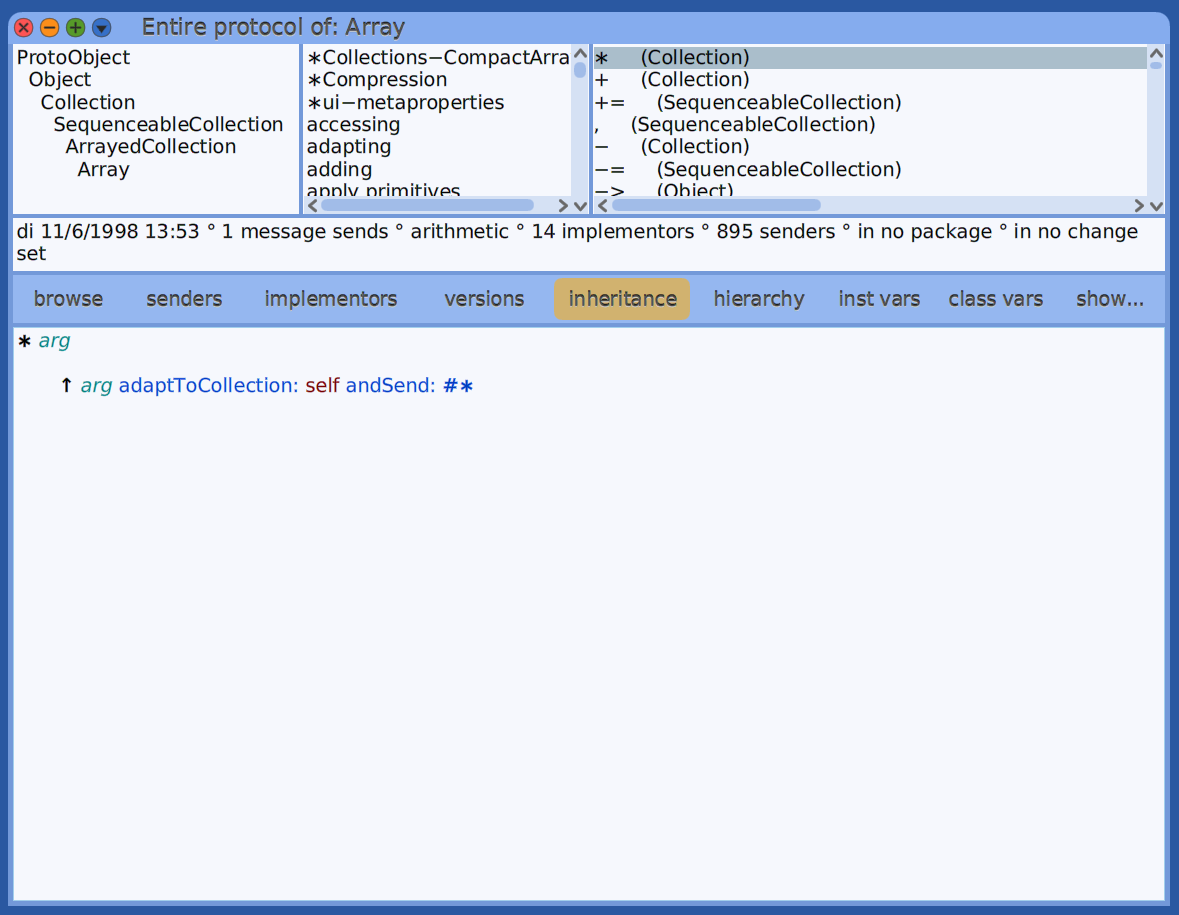 Entire protocol of: Array
ProtoObject
Object
Collection
SequenceableCollection
ArrayedCollection
Array
∗Collections−CompactArra
∗Compression
∗ui−metaproperties
accessing
adapting
adding
apply primitives
∗ (Collection)
+ (Collection)
+= (SequenceableCollection)
, (SequenceableCollection)
− (Collection)
−= (SequenceableCollection)
−> (Object)
di 11/6/1998 13:53 ° 1 message sends ° arithmetic ° 14 implementors ° 895 senders ° in no package ° in no change
set
browse senders implementors versions inheritance hierarchy inst vars class vars show...
∗ arg
↑ arg adaptToCollection: self andSend: #∗